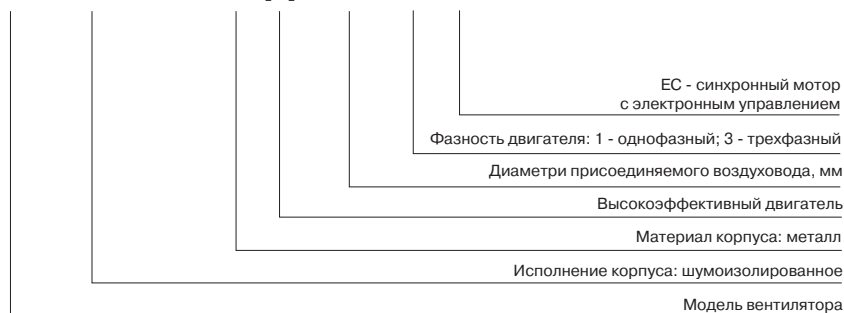 ЕС - синхронный мотор
с электронным управлением
Фазность двигателя: 1 - однофазный; 3 - трехфазный
Диаметри присоединяемого воздуховода, мм
Высокоэффективный двигатель
Материал корпуса: металл
Исполнение корпуса: шумоизолированное
Модель вентилятора